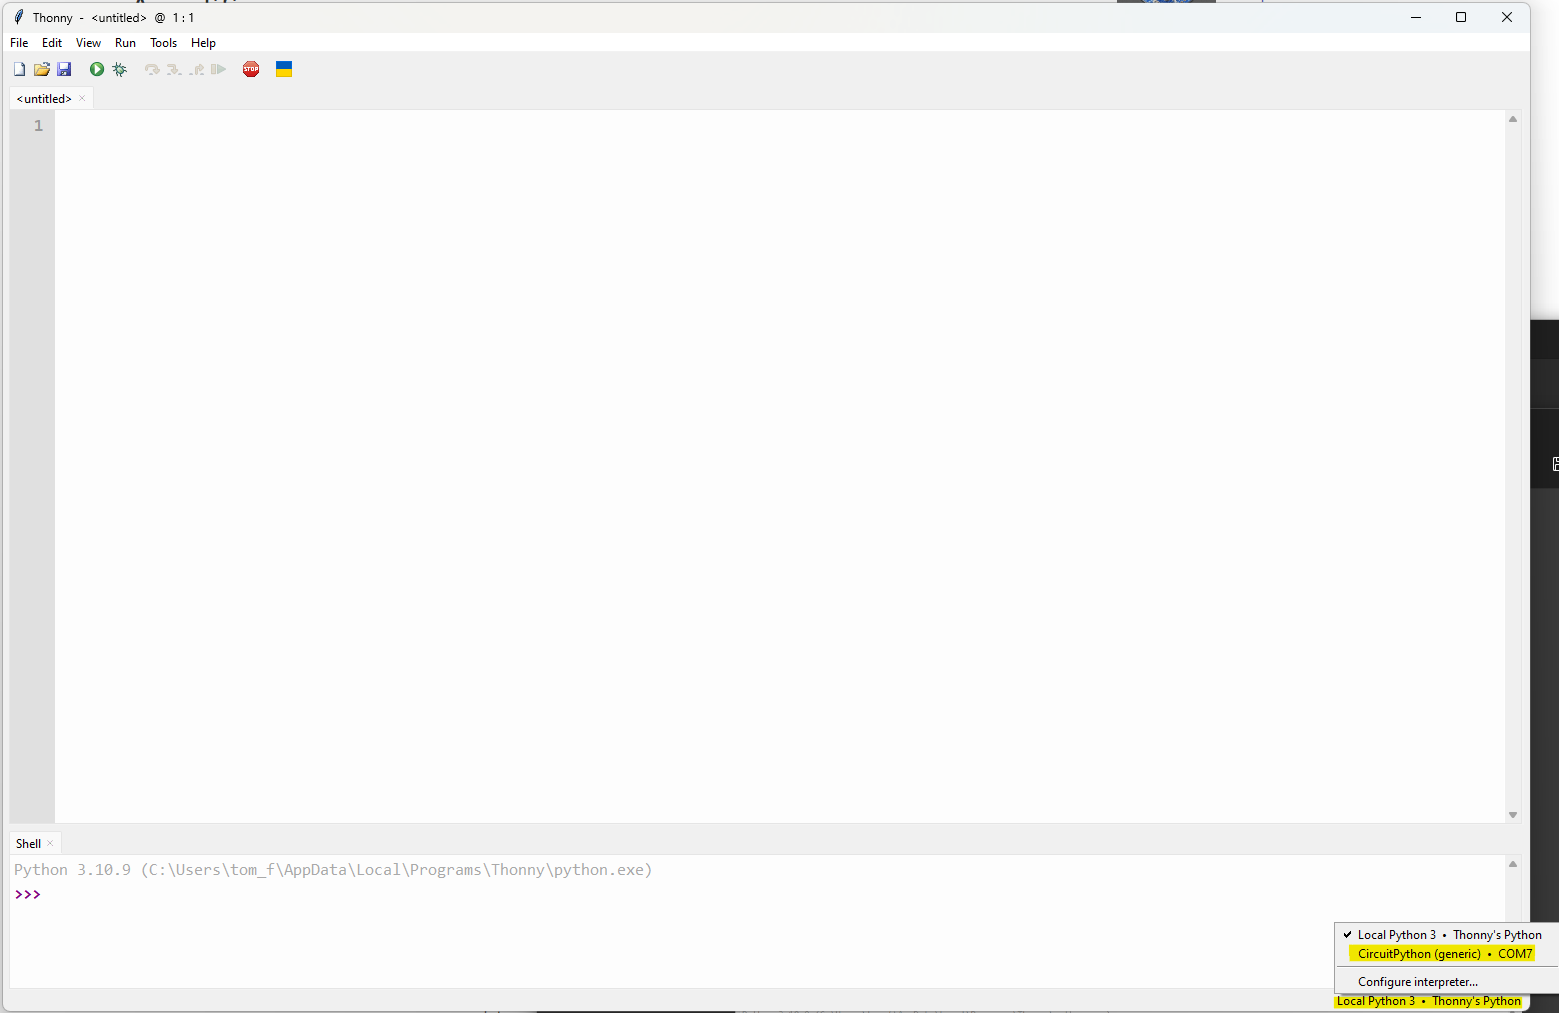 Thonny - <untitled> @ 1 : 1
File Edit View Run Tools Help
STOP
<untitled> ×
1
Shell ×
Python 3.10.9 (C:\Users\tom_f\AppData\Local\Programs\Thonny\python.exe)
>>>
✓ Local Python 3 • Thonny's Python
CircuitPython (generic) • COM7
Configure interpreter...
Local Python 3 • Thonny's Python